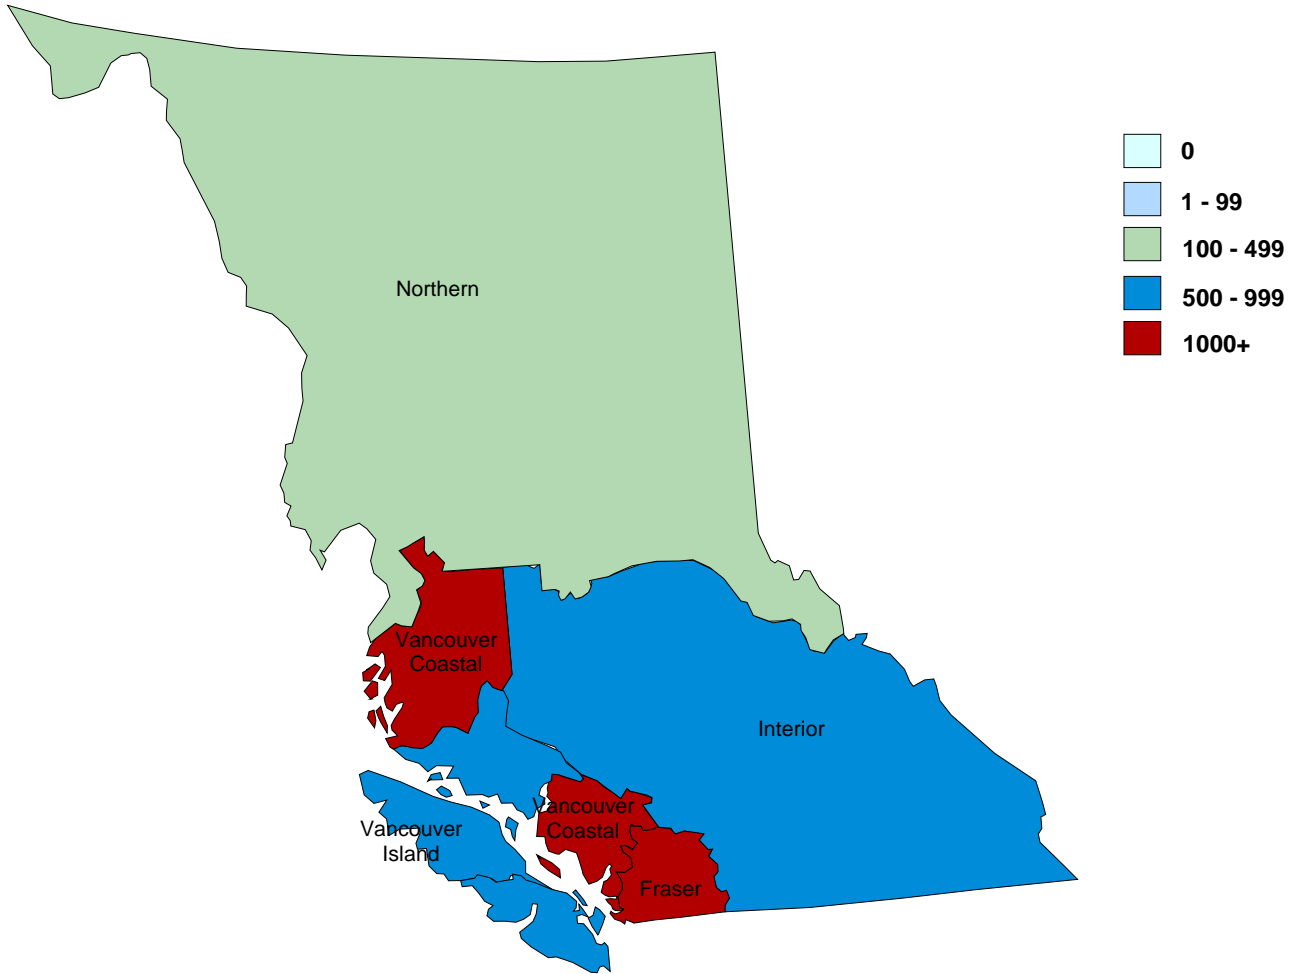 0
1 - 99
100 - 499
500 - 999
1000+
Northern
Vancouver
Coastal
Interior
Vancouver
Coastal
Vancouver
Island
Fraser